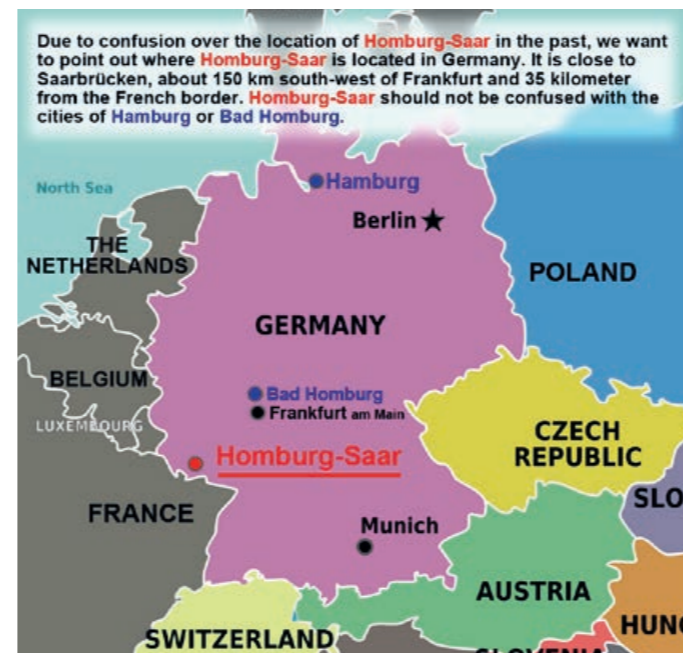 Due to confusion over the location of Homburg-Saar in the past, we want
to point out where Homburg-Saar is located in Germany. It is close to
Saarbrücken, about 150 km south-west of Frankfurt and 35 kilometer
from the French border. Homburg-Saar should not be confused with the
cities of Hamburg or Bad Homburg.
North Sea
Hamburg
Berlin
THE
NETHERLANDS
POLAND
GERMANY
BELGIUM
Bad Homburg
Frankfurt am Main
LUXEMBOURG
CZECH
REPUBLIC
Homburg-Saar
SLO
FRANCE
Munich
AUSTRIA
HUNG
SWITZERLAND
SLOVENIA